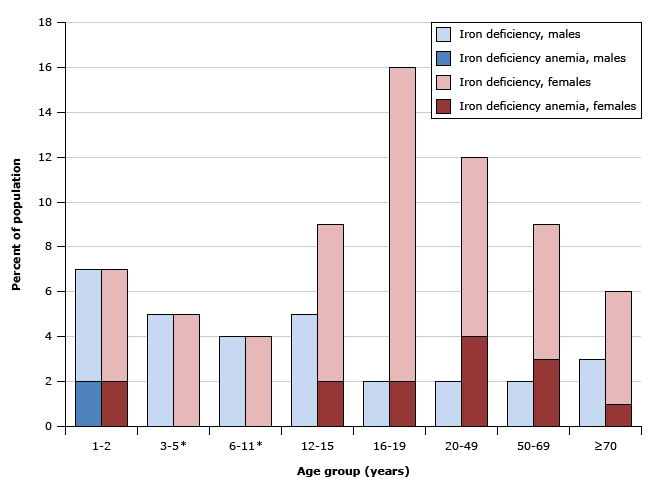 18
16
14
12
10
8
6
4
2
0
Percent of population
Iron deficiency, males
Iron deficiency anemia, males
Iron deficiency, females
Iron deficiency anemia, females
1-2 3-5* 6-11* 12-15 16-19 20-49 50-69 ≥70
Age group (years)